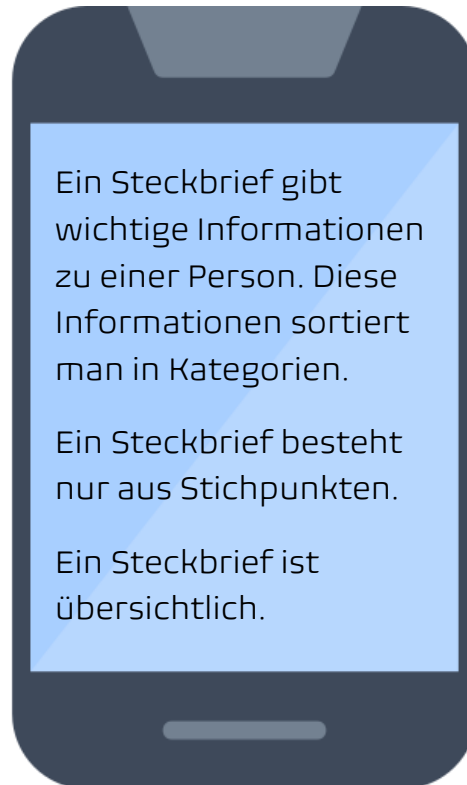 Ein Steckbrief gibt
wichtige Informationen
zu einer Person. Diese
Informationen sortiert
man in Kategorien.
Ein Steckbrief besteht
nur aus Stichpunkten.
Ein Steckbrief ist
übersichtlich.